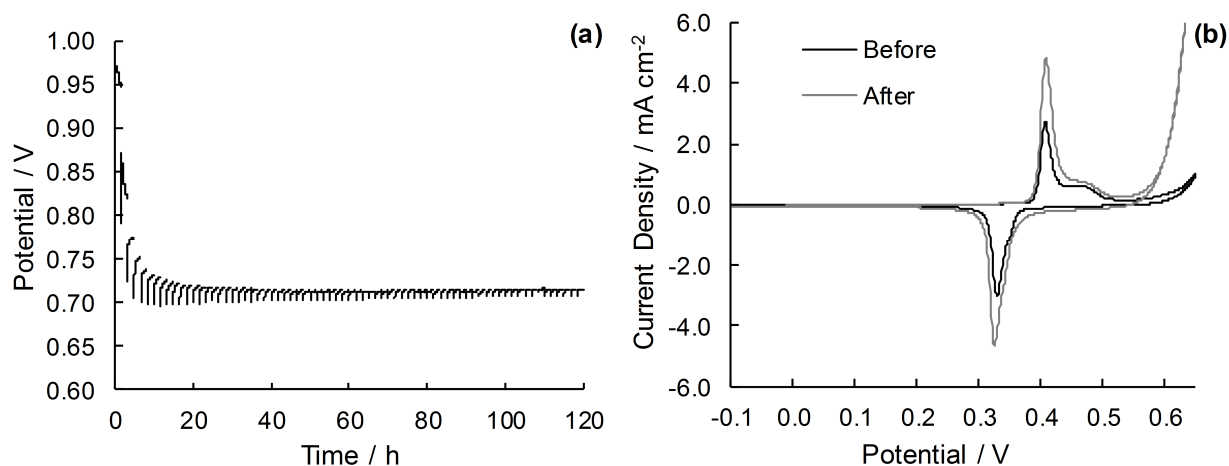 (a)
1.00
0.95
0.90
0.85
0.80
0.75
0.70
0.65
0.60
Potential / V
0 20 40 60 80 100 120
Time / h
(b)
6.0
4.0
2.0
0.0
-2.0
-4.0
-6.0
Current Density / mA cm-2
Before
After
-0.1 0.0 0.1 0.2 0.3 0.4 0.5 0.6
Potential / V